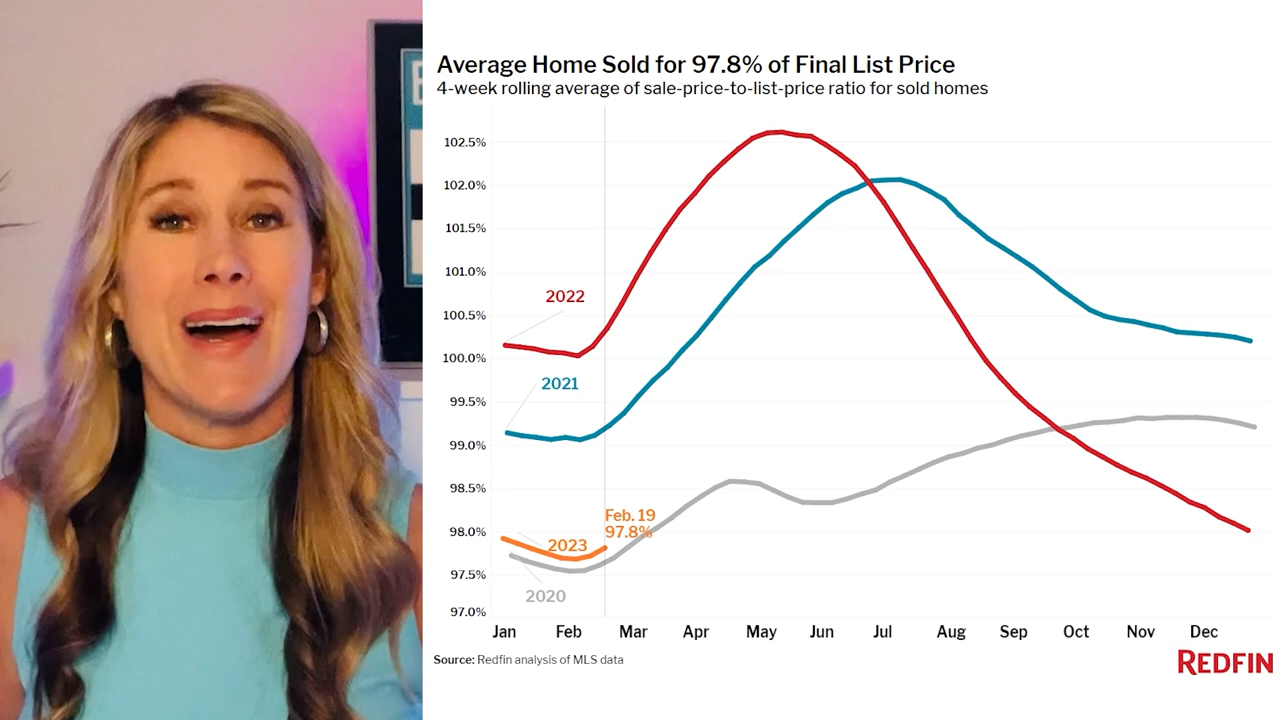 Average Home Sold for 97.8% of Final List Price
4-week rolling average of sale-price-to-list-price ratio for sold homes
102.5%
102.0%
101.5%
101.0%
100.5%
100.0%
99.5%
99.0%
98.5%
98.0%
97.5%
97.0%
2022
2021
Feb. 19
97.8%
2023
2020
Jan Feb Mar Apr May Jun Jul Aug Sep Oct Nov Dec
Source: Redfin analysis of MLS data
REDFIN